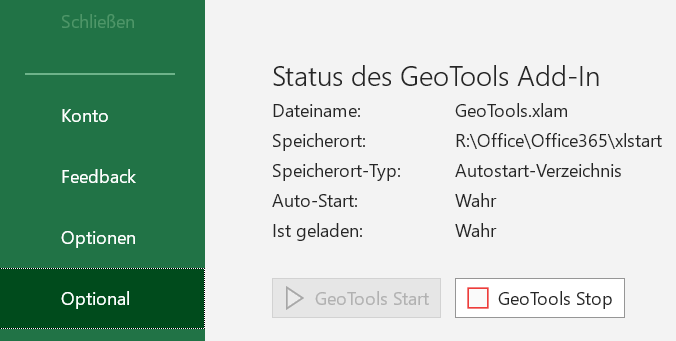 Schließen
Konto
Feedback
Optionen
Optional
Status des GeoTools Add-In
Dateiname: GeoTools.xlam
Speicherort: R:\Office\Office365\xlstart
Speicherort-Typ: Autostart-Verzeichnis
Auto-Start: Wahr
Ist geladen: Wahr
GeoTools Start GeoTools Stop